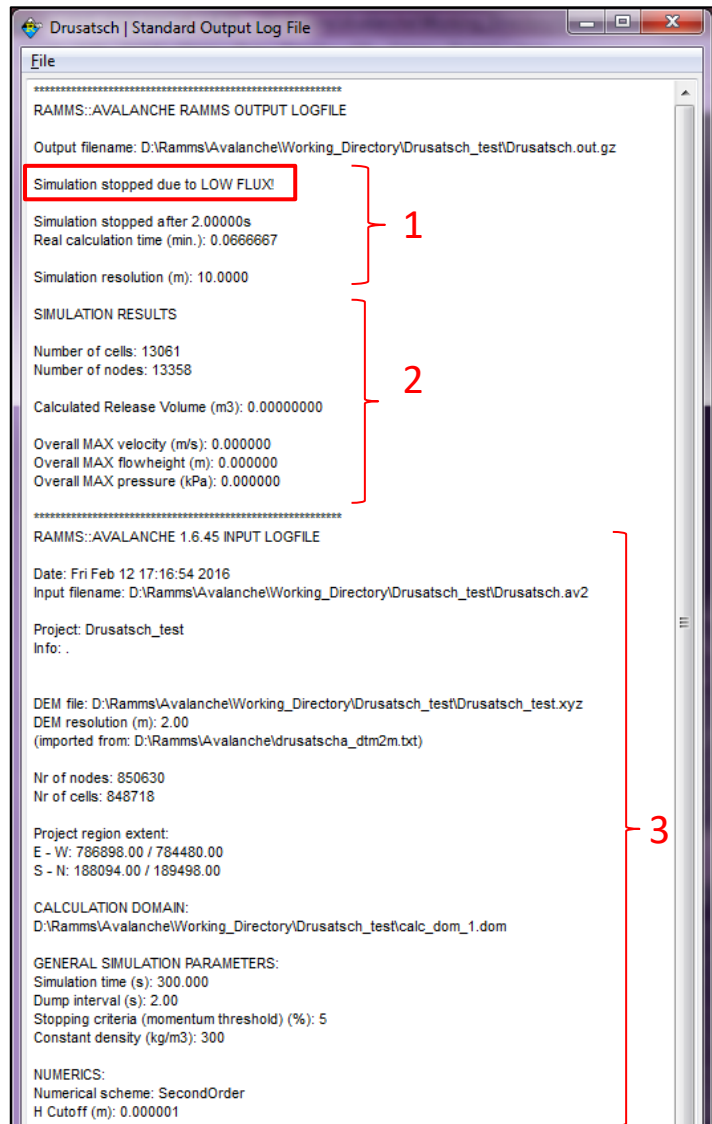 Drusatsch | Standard Output Log File
File
************************************************************
RAMMS::AVALANCHE RAMMS OUTPUT LOGFILE
Output filename: D:\Ramms\Avalanche\Working_Directory\Drusatsch_test\Drusatsch.out.gz
Simulation stopped due to LOW FLUX!
Simulation stopped after 2.00000s
Real calculation time (min.): 0.0666667
Simulation resolution (m): 10.0000
1
SIMULATION RESULTS
Number of cells: 13061
Number of nodes: 13358
Calculated Release Volume (m3): 0.00000000
Overall MAX velocity (m/s): 0.000000
Overall MAX flowheight (m): 0.000000
Overall MAX pressure (kPa): 0.000000
2
************************************************************
RAMMS::AVALANCHE 1.6.45 INPUT LOGFILE
Date: Fri Feb 12 17:16:54 2016
Input filename: D:\Ramms\Avalanche\Working_Directory\Drusatsch_test\Drusatsch.av2
Project: Drusatsch_test
Info: .
DEM file: D:\Ramms\Avalanche\Working_Directory\Drusatsch_test\Drusatsch_test.xyz
DEM resolution (m): 2.00
(imported from: D:\Ramms\Avalanche\drusatscha_dtm2m.txt)
Nr of nodes: 850630
Nr of cells: 848718
Project region extent:
E - W: 786898.00 / 784480.00
S - N: 188094.00 / 189498.00
CALCULATION DOMAIN:
D:\Ramms\Avalanche\Working_Directory\Drusatsch_test\calc_dom_1.dom
GENERAL SIMULATION PARAMETERS:
Simulation time (s): 300.000
Dump interval (s): 2.00
Stopping criteria (momentum threshold) (%): 5
Constant density (kg/m3): 300
NUMERICS:
Numerical scheme: SecondOrder
H Cutoff (m): 0.000001
3